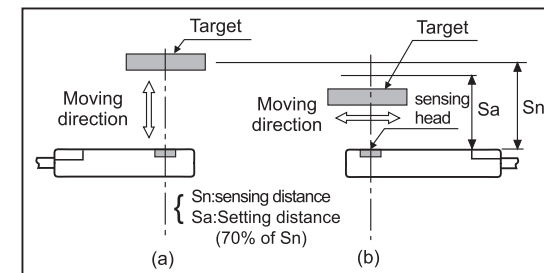 Target
Moving
direction
(a)
Target
Moving
direction
sensing
head
Sa
Sn
(b)
Sn:sensing distance
Sa:Setting distance
(70% of Sn)